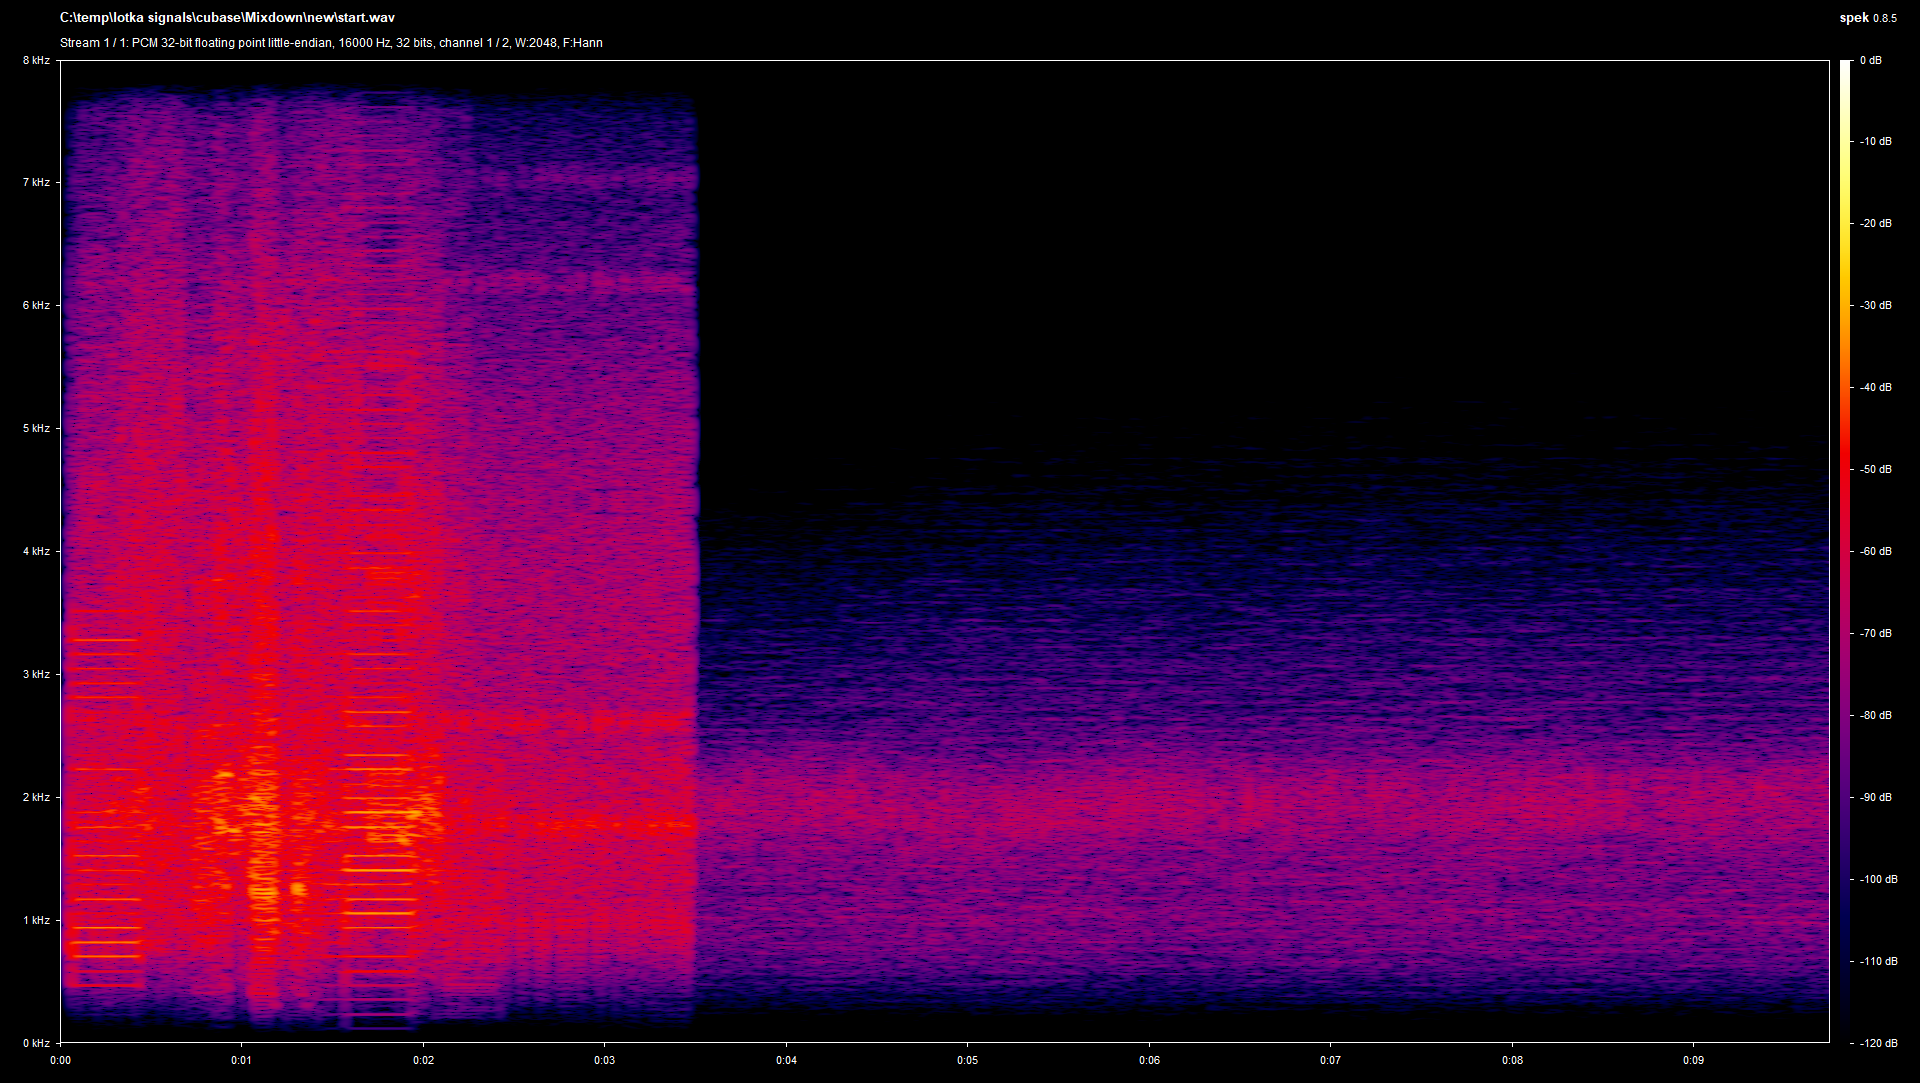 C:\temp\lotka signals\cubase\Mixdown\new\start.wav
spek 0.8.5
Stream 1 / 1: PCM 32-bit floating point little-endian, 16000 Hz, 32 bits, channel 1 / 2, W:2048, F:Hann
8 kHz
7 kHz
6 kHz
5 kHz
4 kHz
3 kHz
2 kHz
1 kHz
0 kHz
0:00 0:01 0:02 0:03 0:04 0:05 0:06 0:07 0:08 0:09
0 dB
-10 dB
-20 dB
-30 dB
-40 dB
-50 dB
-60 dB
-70 dB
-80 dB
-90 dB
-100 dB
-110 dB
-120 dB